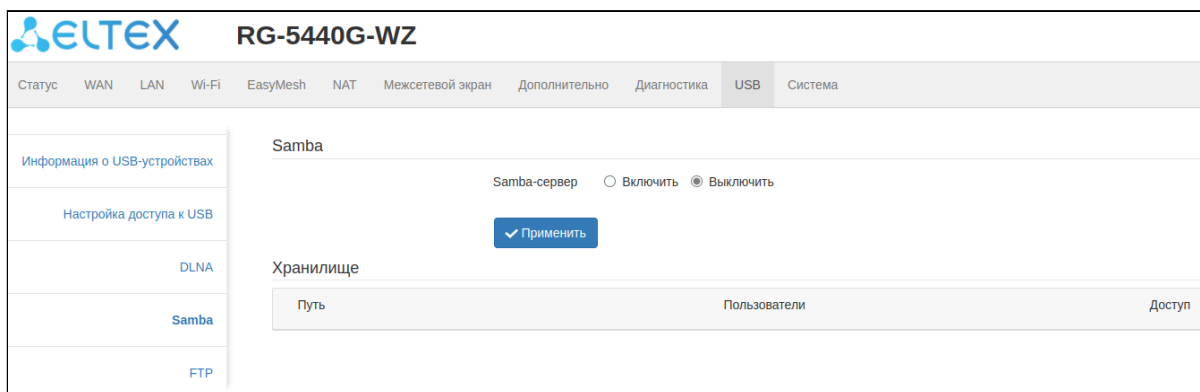 ELTEX RG-5440G-WZ
Статус WAN LAN Wi-Fi EasyMesh NAT Межсетевой экран Дополнительно Диагностика USB Система
Информация о USB-устройствах
Настройка доступа к USB
DLNA
Samba
FTP
Samba
Samba-сервер Включить Выключить
Применить
Хранилище
Путь Пользователи Доступ